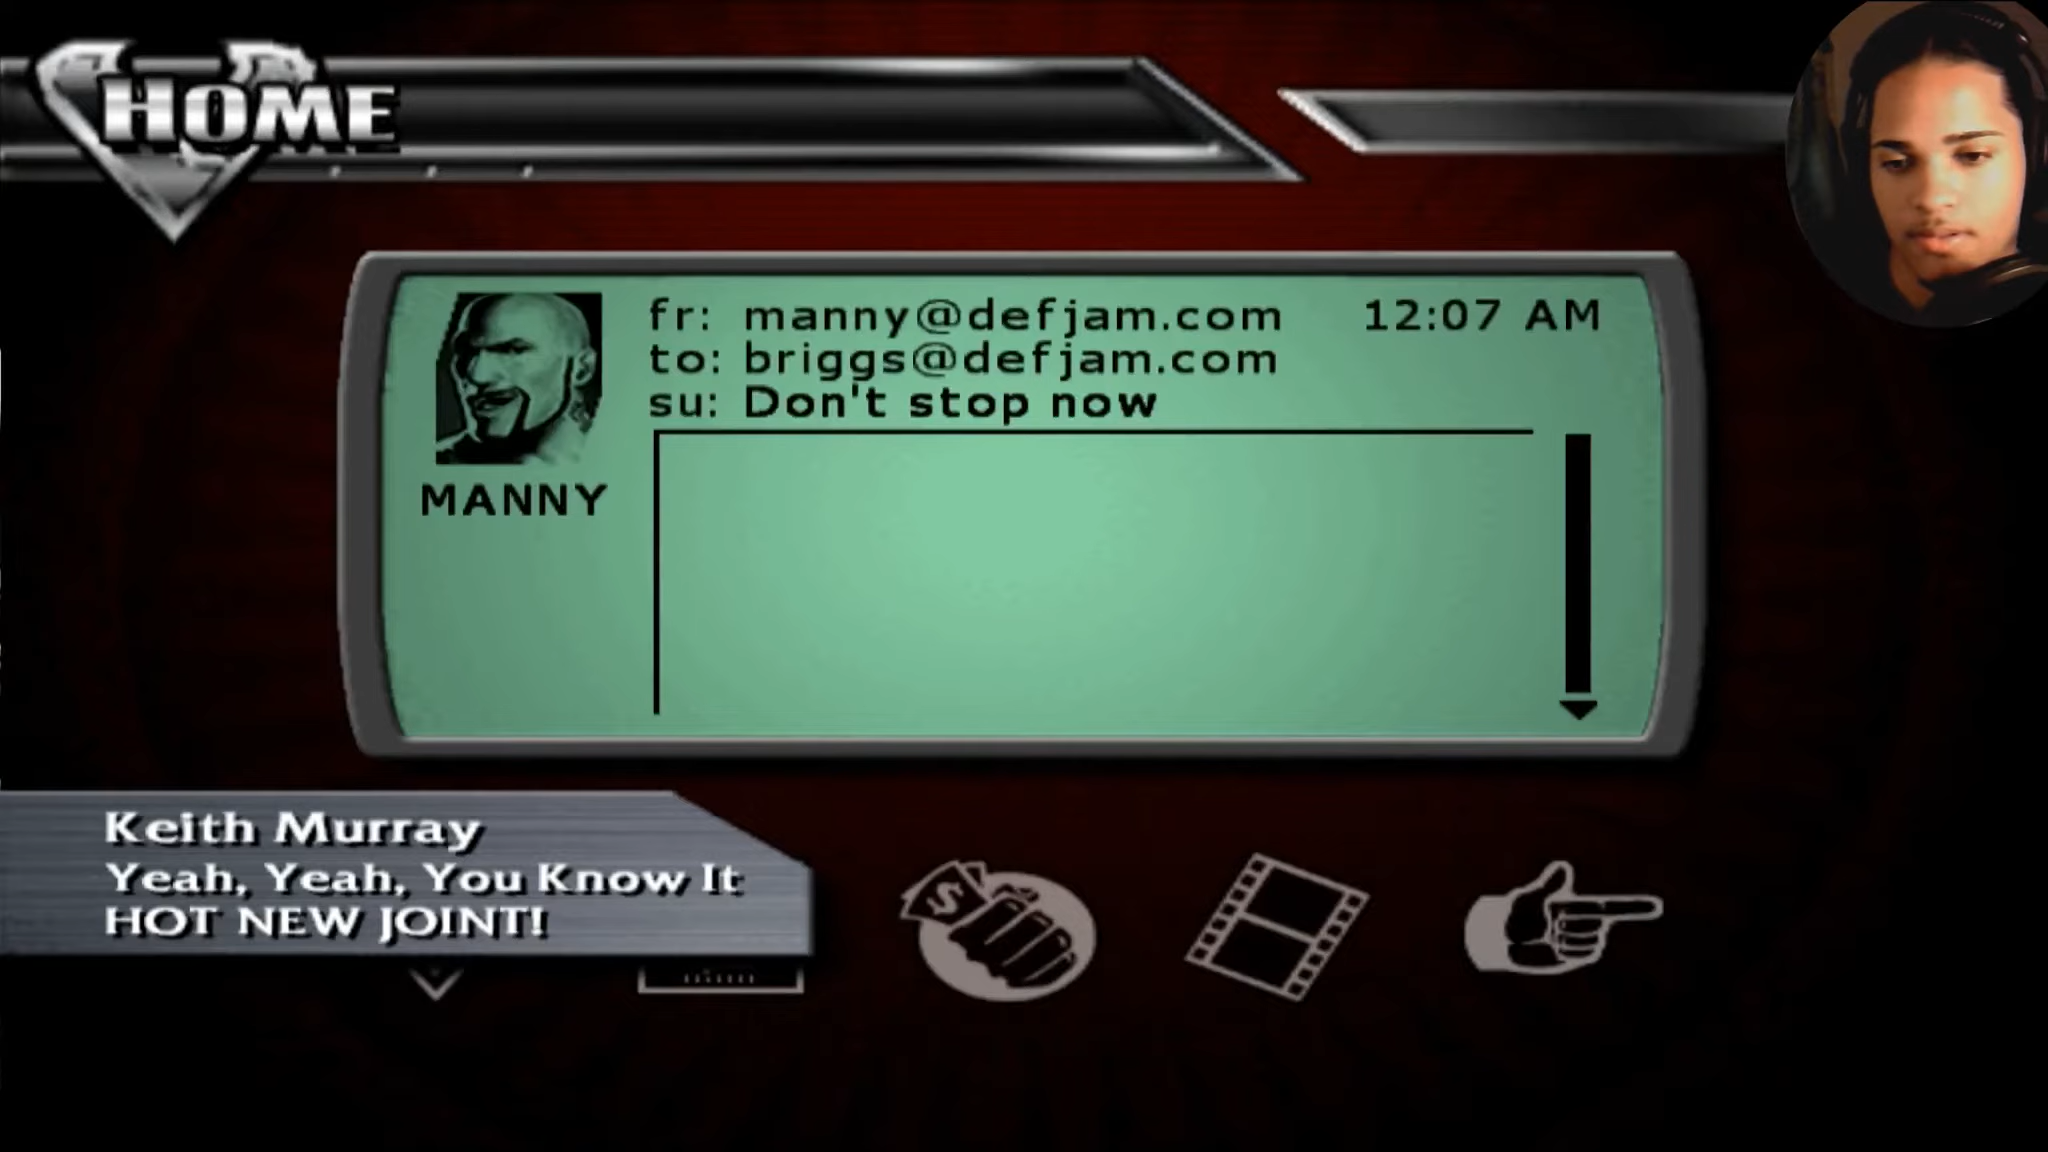 HOME
fr: manny@defjam.com 12:07 AM
to: briggs@defjam.com
su: Don't stop now
MANNY
Keith Murray
Yeah, Yeah, You Know It
HOT NEW JOINT!
$